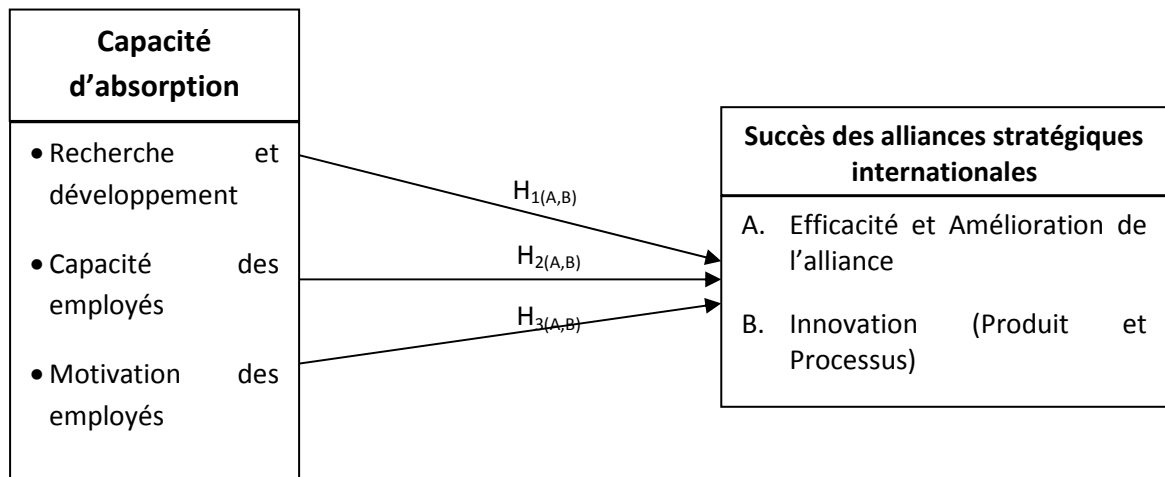 Capacité
d’absorption
• Recherche et
développement
• Capacité des
employés
• Motivation des
employés
H1(A,B)
H2(A,B)
H3(A,B)
Succès des alliances stratégiques
internationales
A. Efficacité et Amélioration de
l’alliance
B. Innovation (Produit et
Processus)